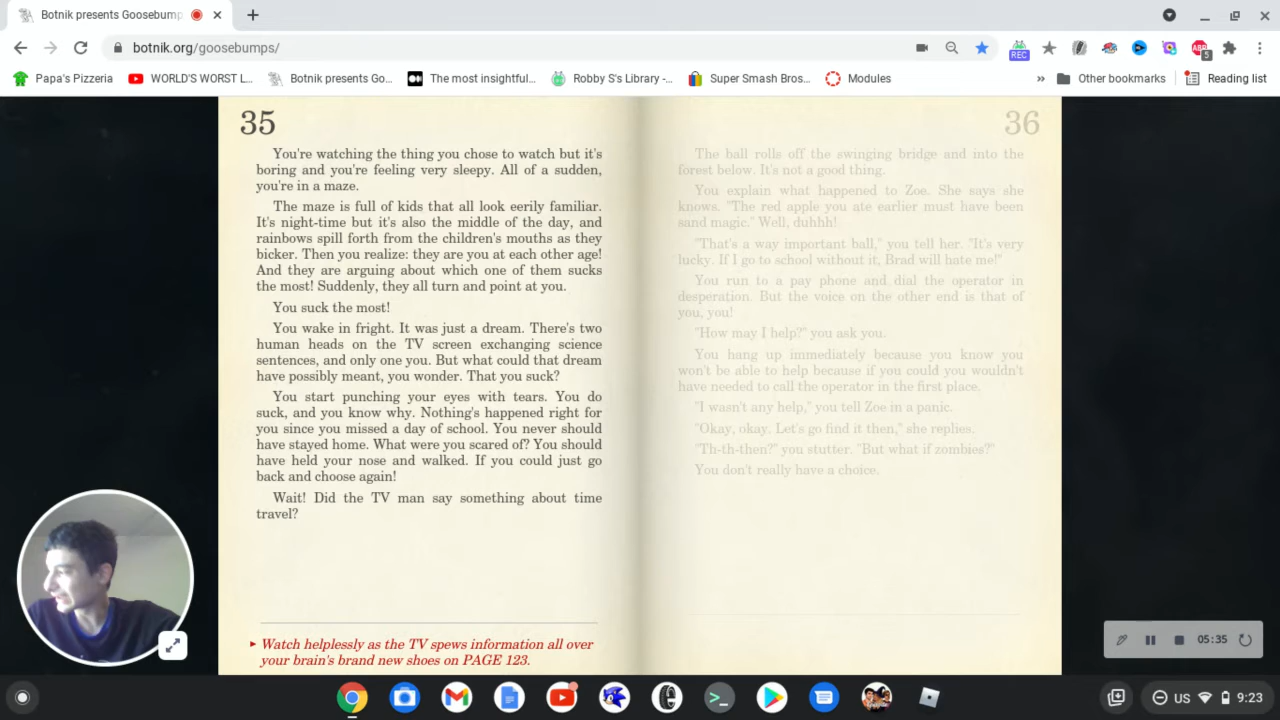 Botnik presents Goosebump
botnik.org/goosebumps/
REC
ABP
5
Papa's Pizzeria
WORLD'S WORST L...
Botnik presents Go...
The most insightful...
Robby S's Library -...
Super Smash Bros...
Modules
»
Other bookmarks
Reading list
35
You're watching the thing you chose to watch but it's
boring and you're feeling very sleepy. All of a sudden,
you're in a maze.
The maze is full of kids that all look eerily familiar.
It's night-time but it's also the middle of the day, and
rainbows spill forth from the children's mouths as they
bicker. Then you realize: they are you at each other age!
And they are arguing about which one of them sucks
the most! Suddenly, they all turn and point at you.
You suck the most!
You wake in fright. It was just a dream. There's two
human heads on the TV screen exchanging science
sentences, and only one you. But what could that dream
have possibly meant, you wonder. That you suck?
You start punching your eyes with tears. You do
suck, and you know why. Nothing's happened right for
you since you missed a day of school. You never should
have stayed home. What were you scared of? You should
have held your nose and walked. If you could just go
back and choose again!
Wait! Did the TV man say something about time
travel?
Watch helplessly as the TV spews information all over
your brain's brand new shoes on PAGE 123.
36
The ball rolls off the swinging bridge and into the
forest below. It's not a good thing.
You explain what happened to Zoe. She says she
knows. "The red apple you ate earlier must have been
sand magic." Well, duhhh!
"That's a way important ball," you tell her. "It's very
lucky. If I go to school without it, Brad will hate me!"
You run to a pay phone and dial the operator in
desperation. But the voice on the other end is that of
you, you!
"How may I help?" you ask you.
You hang up immediately because you know you
won't be able to help because if you could you wouldn't
have needed to call the operator in the first place.
"I wasn't any help," you tell Zoe in a panic.
"Okay, okay. Let's go find it then," she replies.
"Th-th-then?" you stutter. "But what if zombies?"
You don't really have a choice.
05:35
US
9:23